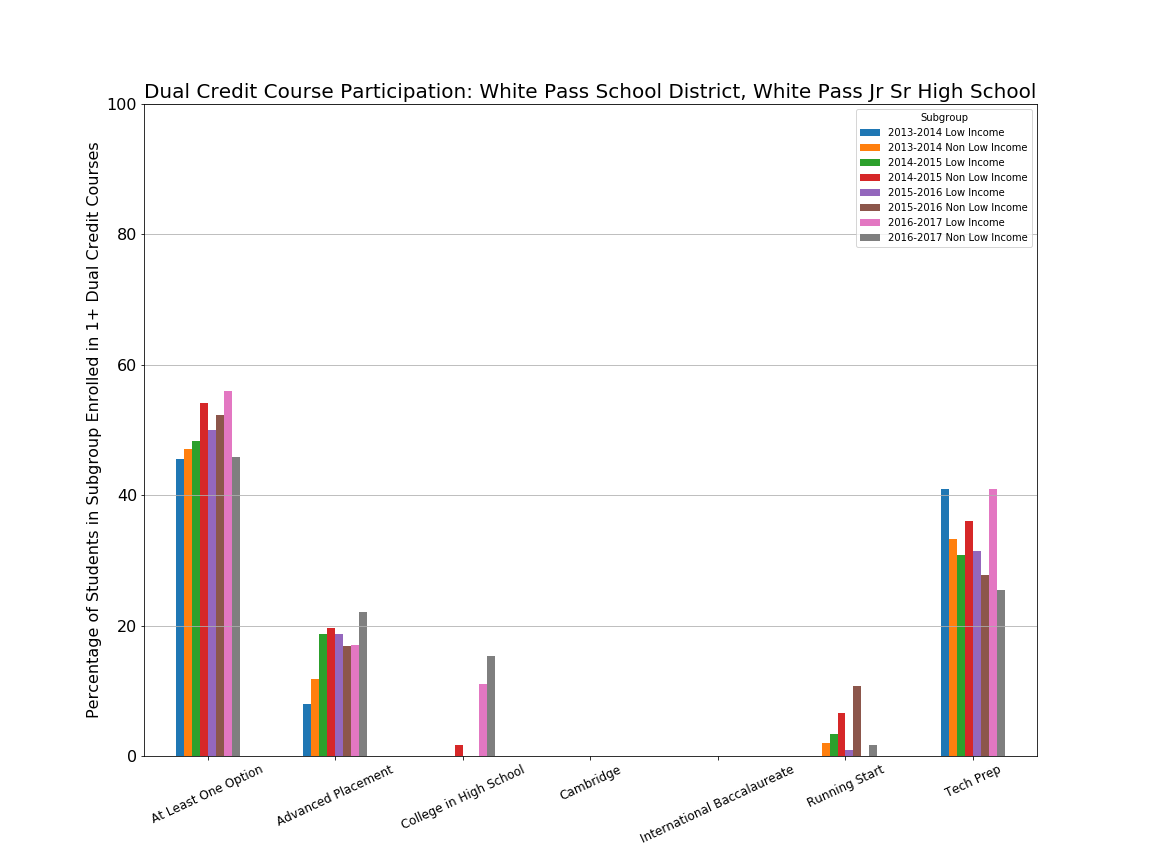 Dual Credit Course Participation: White Pass School District, White Pass Jr Sr High School
Percentage of Students in Subgroup Enrolled in 1+ Dual Credit Courses
100
80
60
40
20
0
Subgroup
2013-2014 Low Income
2013-2014 Non Low Income
2014-2015 Low Income
2014-2015 Non Low Income
2015-2016 Low Income
2015-2016 Non Low Income
2016-2017 Low Income
2016-2017 Non Low Income
At Least One Option
Advanced Placement
College in High School
Cambridge
International Baccalaureate
Running Start
Tech Prep